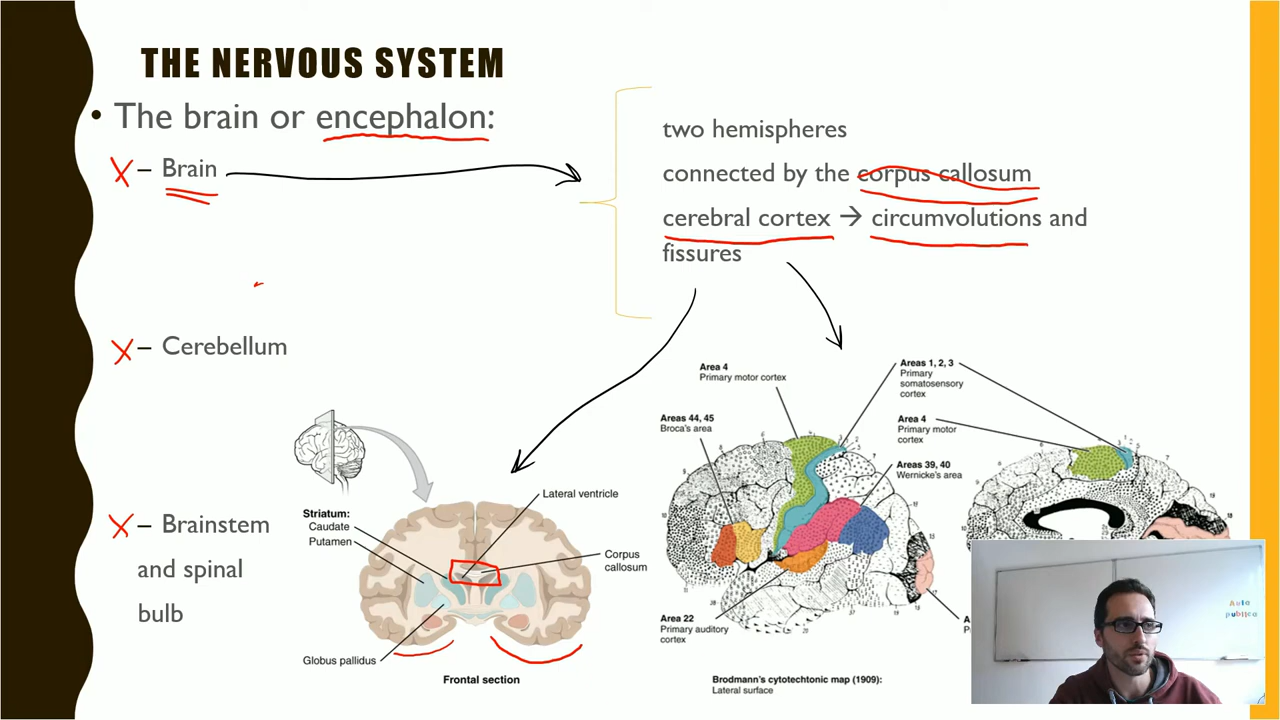 THE NERVOUS SYSTEM
• The brain or encephalon:
– Brain
– Cerebellum
– Brainstem
and spinal
bulb
two hemispheres
connected by the corpus callosum
cerebral cortex → circumvolutions and
fissures
Lateral ventricle
Striatum:
Caudate
Putamen
Corpus
callosum
Globus pallidus
Frontal section
Area 4
Primary motor cortex
Areas 44, 45
Broca's area
Areas 1, 2, 3
Primary
somatosensory
cortex
Area 4
Primary motor
cortex
Areas 39, 40
Wernicke's area
Area 22
Primary auditory
cortex
Brodmann's cytotechtonic map (1909):
Lateral surface
Aula
pública